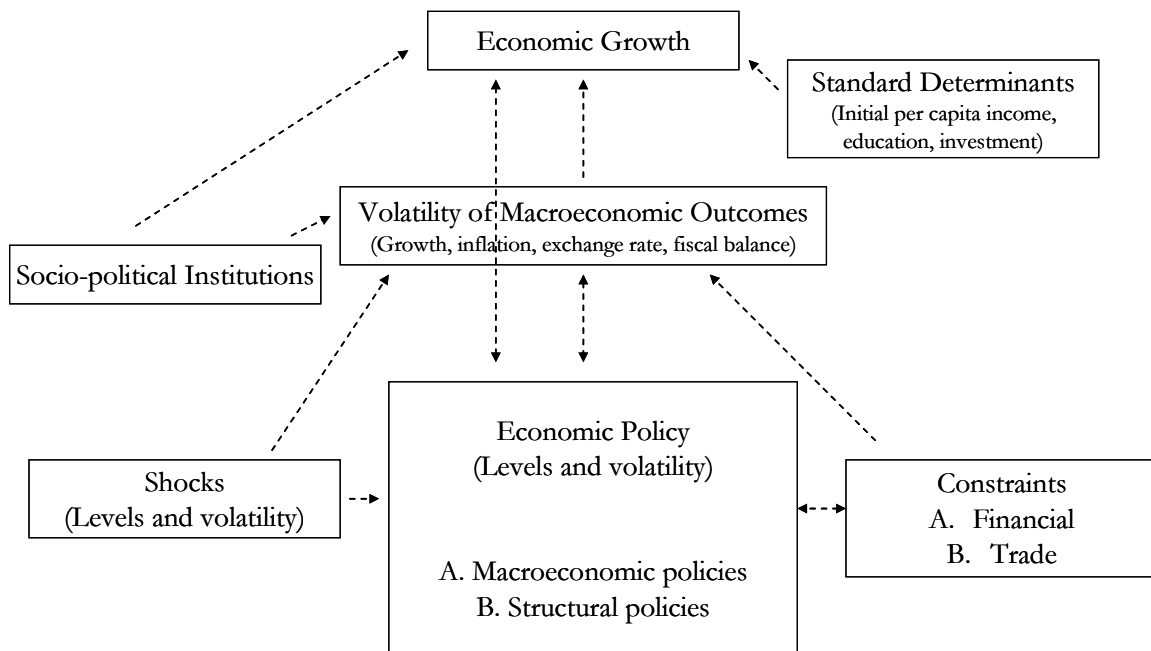 Economic Growth
Standard Determinants
(Initial per capita income,
education, investment)
Volatility of Macroeconomic Outcomes
(Growth, inflation, exchange rate, fiscal balance)
Socio-political Institutions
Economic Policy
(Levels and volatility)
A. Macroeconomic policies
B. Structural policies
Shocks
(Levels and volatility)
Constraints
A. Financial
B. Trade